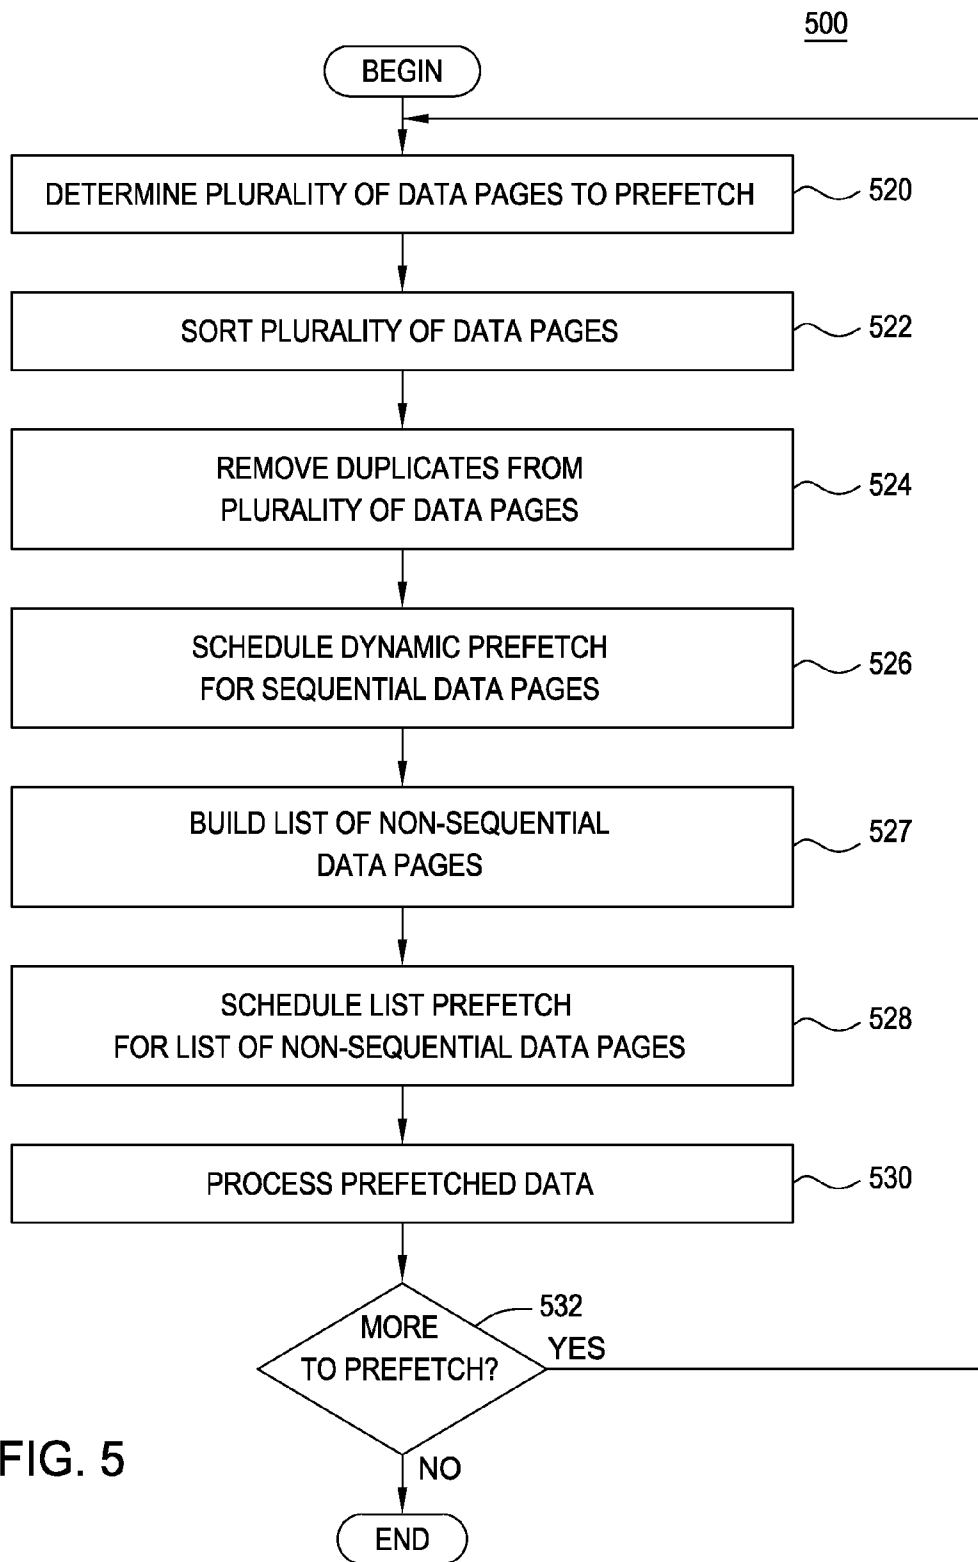 500
BEGIN
DETERMINE PLURALITY OF DATA PAGES TO PREFETCH
520
SORT PLURALITY OF DATA PAGES
522
REMOVE DUPLICATES FROM
PLURALITY OF DATA PAGES
524
SCHEDULE DYNAMIC PREFETCH
FOR SEQUENTIAL DATA PAGES
526
BUILD LIST OF NON-SEQUENTIAL
DATA PAGES
527
SCHEDULE LIST PREFETCH
FOR LIST OF NON-SEQUENTIAL DATA PAGES
528
PROCESS PREFETCHED DATA
530
MORE
TO PREFETCH?
532
YES
NO
END
FIG. 5